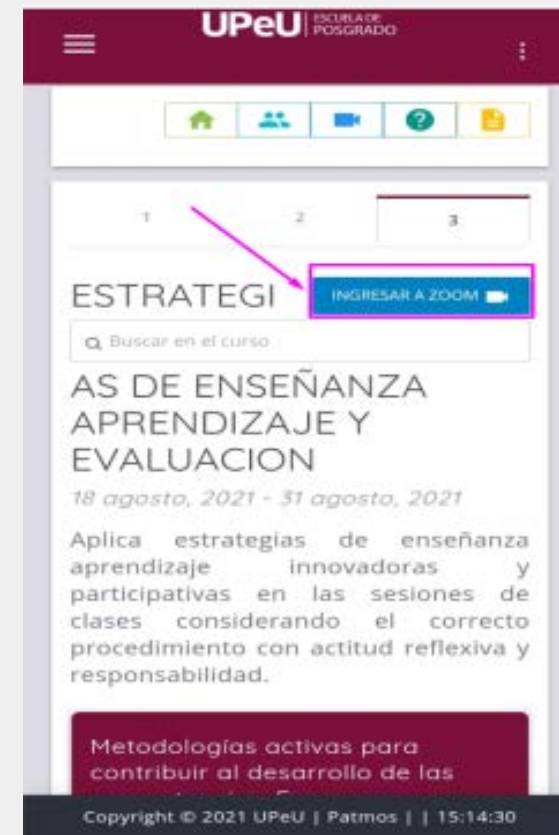 UPeU ESCUELA DE
POSGRADO
1 2 3
ESTRATEGI INGRESAR A ZOOM
Buscar en el curso
AS DE ENSEÑANZA
APRENDIZAJE Y
EVALUACION
18 agosto, 2021 - 31 agosto, 2021
Aplica estrategias de enseñanza
aprendizaje innovadoras y
participativas en las sesiones de
clases considerando el correcto
procedimiento con actitud reflexiva y
responsabilidad.
Metodologías activas para
contribuir al desarrollo de las
Copyright © 2021 UPeU | Patmos | | 15:14:30